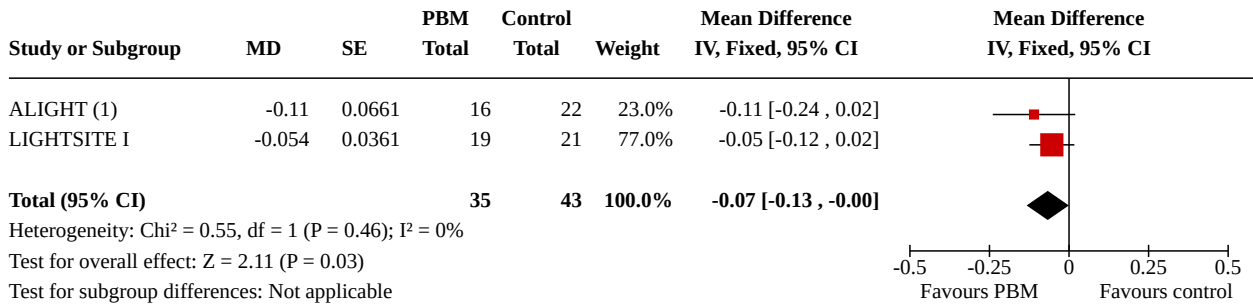 PBM Control Mean Difference Mean Difference
Study or Subgroup MD SE Total Total Weight IV, Fixed, 95% CI IV, Fixed, 95% CI
ALIGHT (1) -0.11 0.0661 16 22 23.0% -0.11 [-0.24 , 0.02]
LIGHTSITE I -0.054 0.0361 19 21 77.0% -0.05 [-0.12 , 0.02]
Total (95% CI) 35 43 100.0% -0.07 [-0.13 , -0.00]
Heterogeneity: Chi² = 0.55, df = 1 (P = 0.46); I² = 0%
Test for overall effect: Z = 2.11 (P = 0.03) -0.5 -0.25 0 0.25 0.5
Test for subgroup differences: Not applicable Favours PBM Favours control